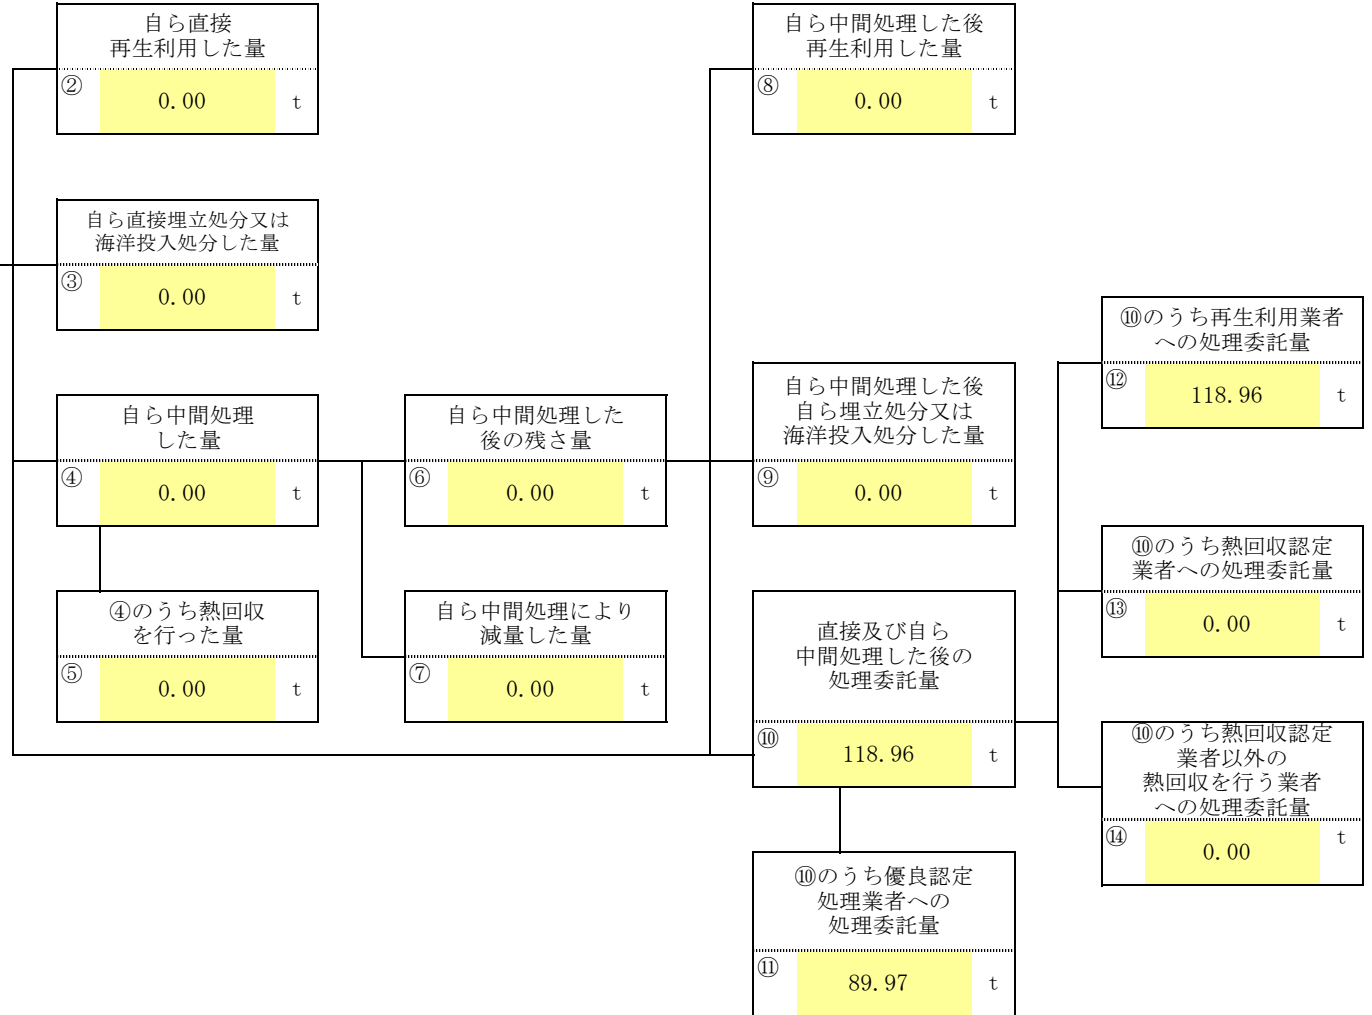 自ら直接
再生利用した量
② 0.00 t
自ら中間処理した後
再生利用した量
⑧ 0.00 t
自ら直接埋立処分又は
海洋投入処分した量
③ 0.00 t
⑩のうち再生利用業者
への処理委託量
⑫ 118.96 t
自ら中間処理
した量
④ 0.00 t
自ら中間処理した
後の残さ量
⑥ 0.00 t
自ら中間処理した後
自ら埋立処分又は
海洋投入処分した量
⑨ 0.00 t
⑩のうち熱回収認定
業者への処理委託量
⑬ 0.00 t
④のうち熱回収
を行った量
⑤ 0.00 t
自ら中間処理により
減量した量
⑦ 0.00 t
直接及び自ら
中間処理した後の
処理委託量
⑩ 118.96 t
⑩のうち熱回収認定
業者以外の
熱回収を行う業者
への処理委託量
⑭ 0.00 t
⑩のうち優良認定
処理業者への
処理委託量
⑪ 89.97 t